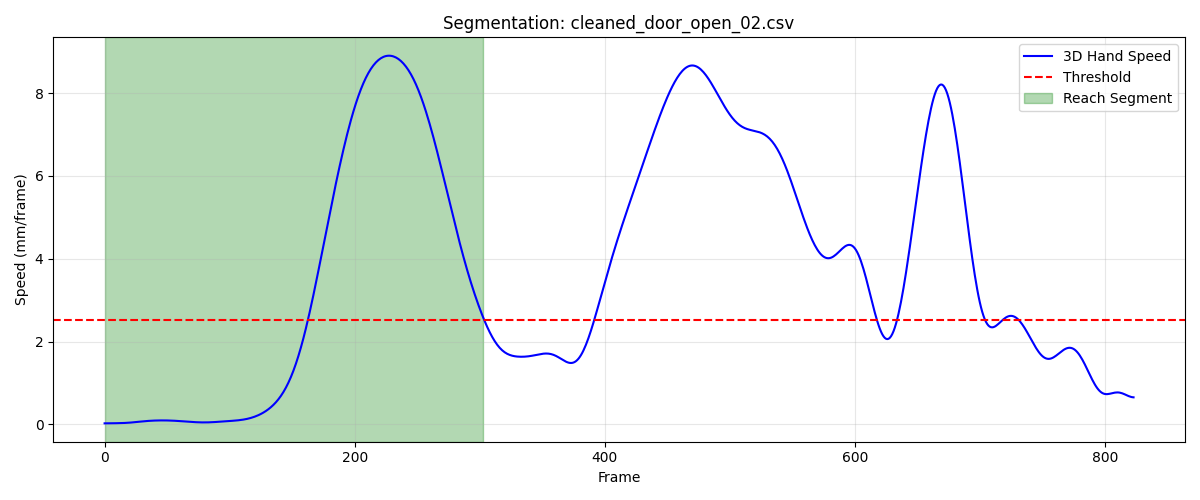 Segmentation: cleaned_door_open_02.csv
3D Hand Speed
Threshold
Reach Segment
Speed (mm/frame)
8
6
4
2
0
0 200 400 600 800
Frame